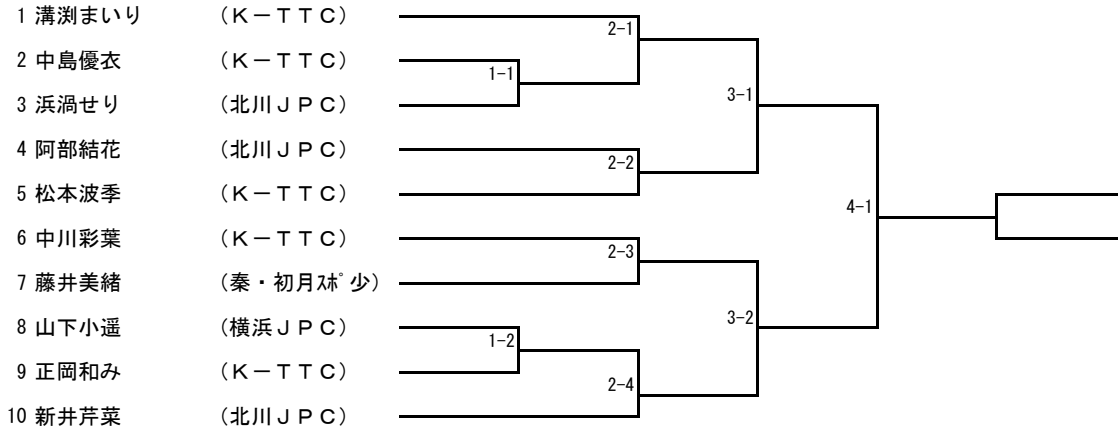 1 溝渕まいり (K－TTC)
2-1
2 中島優衣 (K－TTC)
1-1
3 浜渦せり (北川JPC)
3-1
4 阿部結花 (北川JPC)
2-2
5 松本波季 (K－TTC)
4-1
6 中川彩葉 (K－TTC)
2-3
7 藤井美緒 (秦・初月ｽﾎﾟ少)
8 山下小遥 (横浜JPC)
3-2
1-2
9 正岡和み (K－TTC)
2-4
10 新井芹菜 (北川JPC)